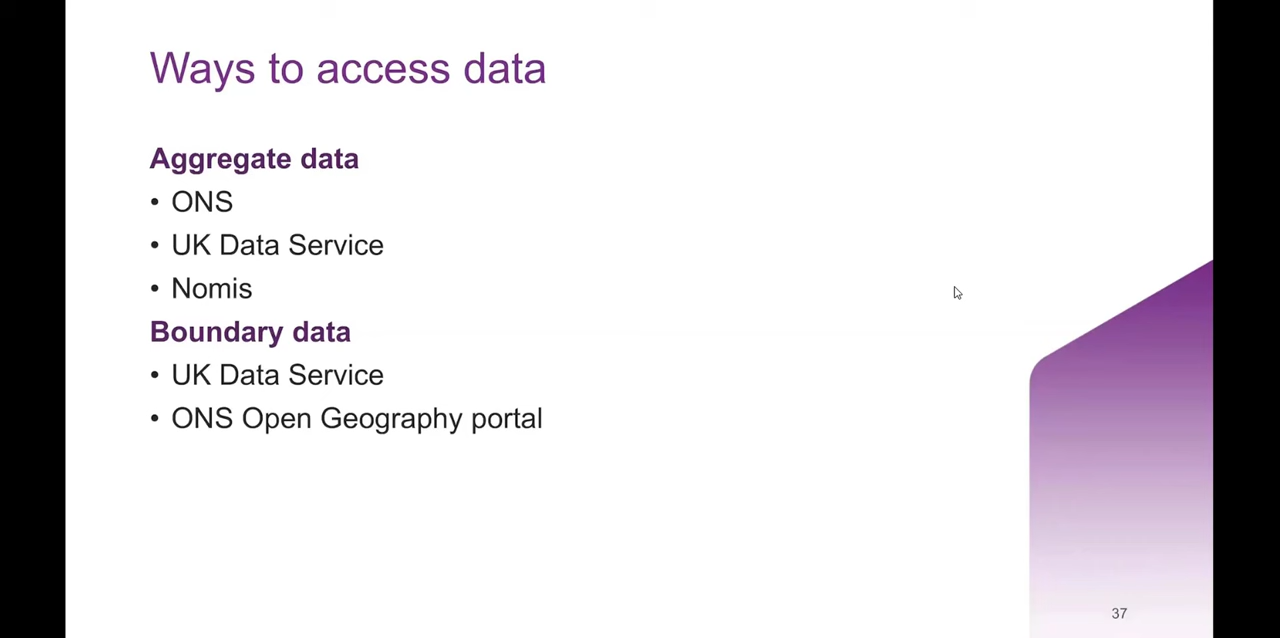 Ways to access data
Aggregate data
• ONS
• UK Data Service
• Nomis
Boundary data
• UK Data Service
• ONS Open Geography portal
37